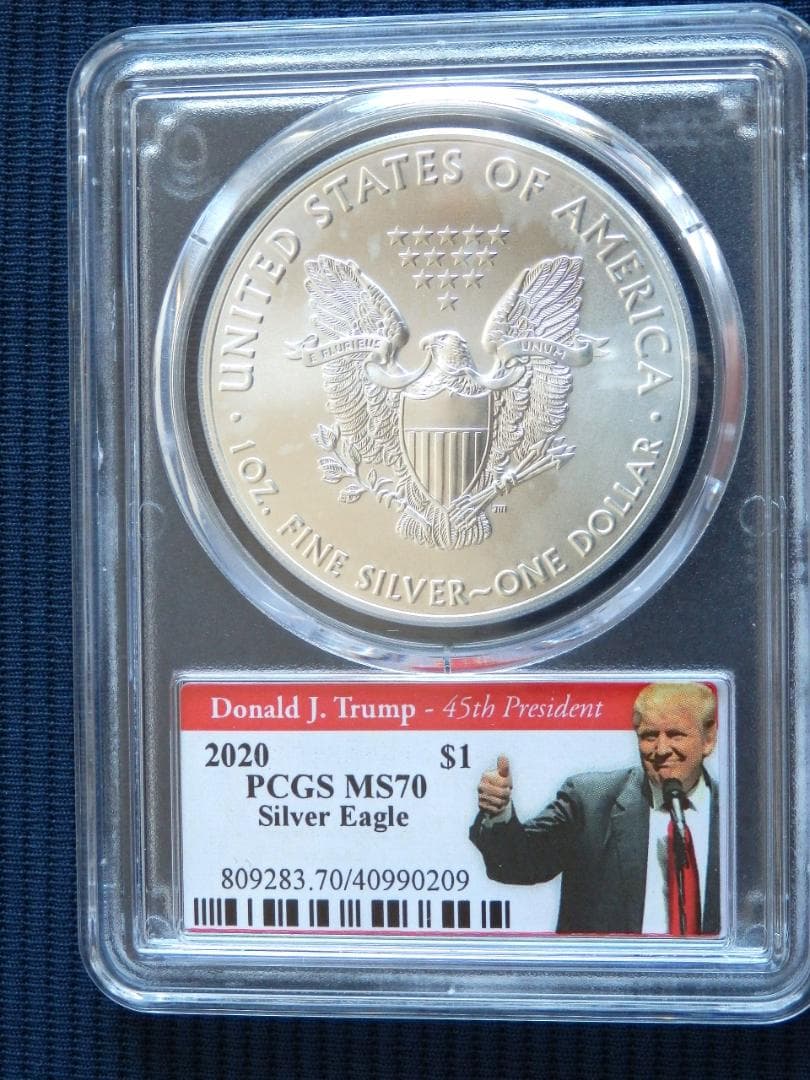 UNITED STATES OF AMERICA
E PLURIBUS UNUM
1 OZ. FINE SILVER~ONE DOLLAR
Donald J. Trump - 45th President
2020 $1
PCGS MS70
Silver Eagle
809283.70/40990209